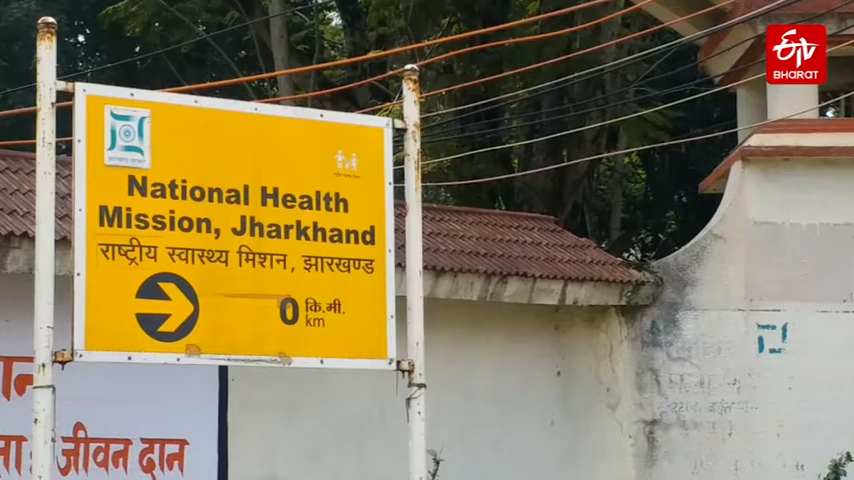 ETV
BHARAT
National Health
Mission, Jharkhand
राष्ट्रीय स्वास्थ्य मिशन, झारखण्ड
0 कि.मी.
km
जीवन दान